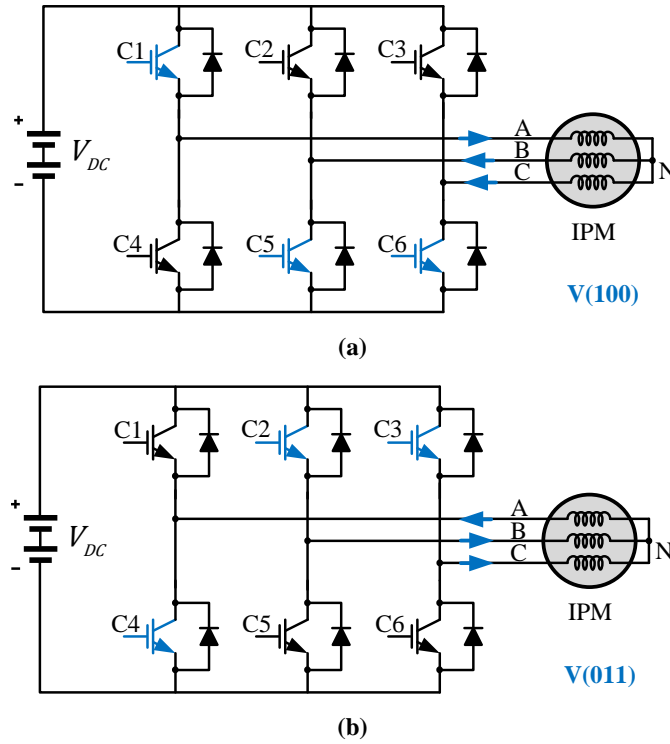 C1 C2 C3
+
V_DC
−
A
B
C
N
C4 C5 C6
IPM
V(100)
(a)
C1 C2 C3
+
V_DC
−
A
B
C
N
C4 C5 C6
IPM
V(011)
(b)